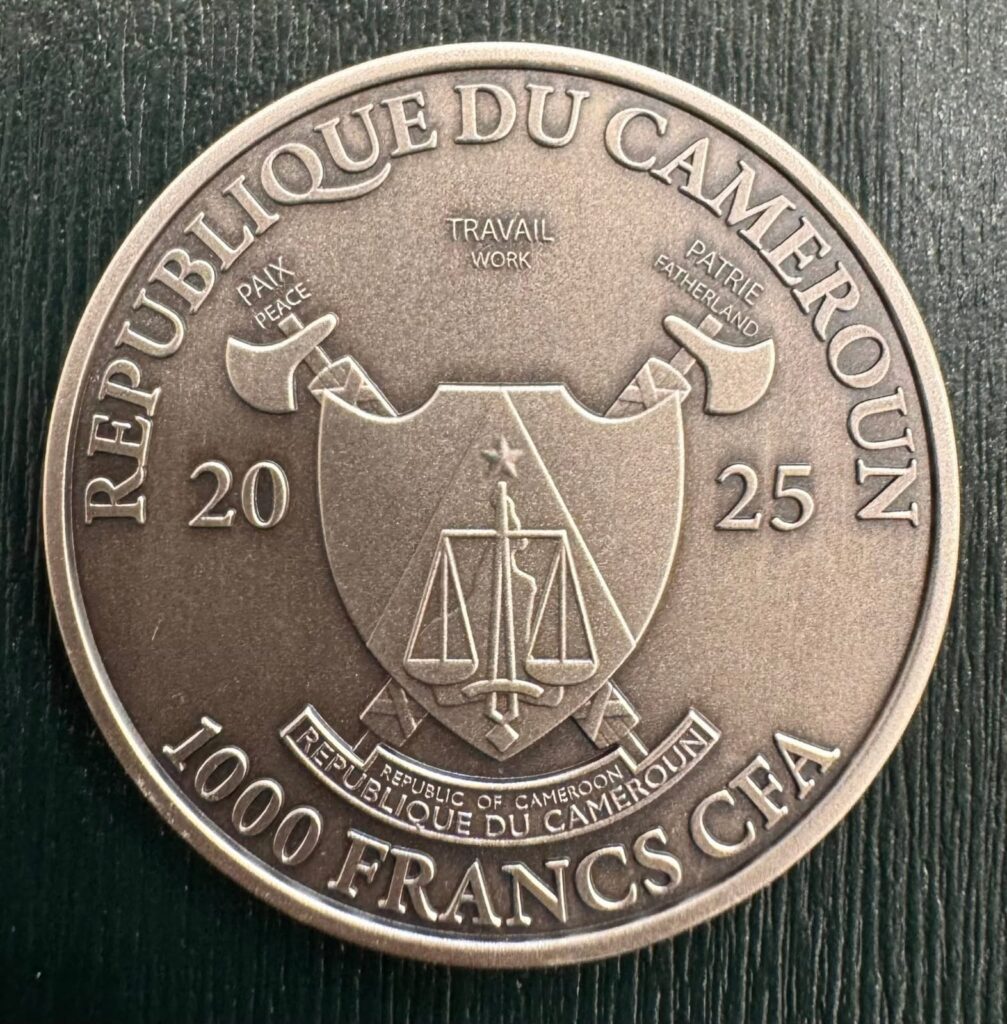 REPUBLIQUE DU CAMEROUN
TRAVAIL
WORK
PAIX
PEACE
PATRIE
FATHERLAND
20 25
REPUBLIC OF CAMEROON
REPUBLIQUE DU CAMEROUN
1000 FRANCS CFA